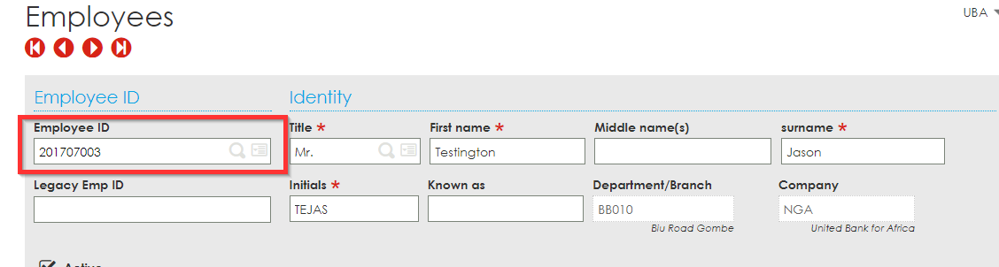 Employees
UBA
Employee ID
Identity
Employee ID
Title *
First name *
Middle name(s)
surname *
201707003
Mr.
Testington
Jason
Legacy Emp ID
Initials *
Known as
Department/Branch
Company
TEJAS
BB010
NGA
Biu Road Gombe
United Bank for Africa
Active